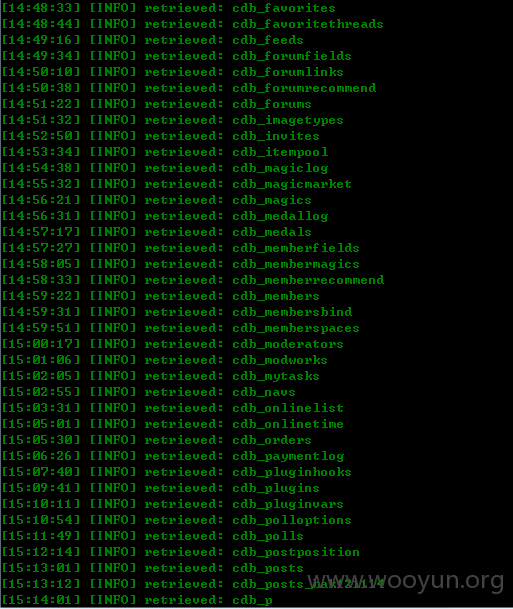 [14:48:33] [INFO] retrieved: cdb_favorites
[14:48:44] [INFO] retrieved: cdb_favoritethreads
[14:49:16] [INFO] retrieved: cdb_feeds
[14:49:34] [INFO] retrieved: cdb_forumfields
[14:50:10] [INFO] retrieved: cdb_forumlinks
[14:50:38] [INFO] retrieved: cdb_forumrecommend
[14:51:22] [INFO] retrieved: cdb_forums
[14:51:32] [INFO] retrieved: cdb_imagetypes
[14:52:50] [INFO] retrieved: cdb_invites
[14:53:34] [INFO] retrieved: cdb_itempool
[14:54:38] [INFO] retrieved: cdb_magiclog
[14:55:32] [INFO] retrieved: cdb_magicmarket
[14:56:21] [INFO] retrieved: cdb_magics
[14:56:31] [INFO] retrieved: cdb_medallog
[14:57:17] [INFO] retrieved: cdb_medals
[14:57:27] [INFO] retrieved: cdb_memberfields
[14:58:05] [INFO] retrieved: cdb_membermagics
[14:58:33] [INFO] retrieved: cdb_memberrecommend
[14:59:22] [INFO] retrieved: cdb_members
[14:59:31] [INFO] retrieved: cdb_membersbind
[14:59:51] [INFO] retrieved: cdb_memberspaces
[15:00:17] [INFO] retrieved: cdb_moderators
[15:01:06] [INFO] retrieved: cdb_modworks
[15:02:05] [INFO] retrieved: cdb_mytasks
[15:02:55] [INFO] retrieved: cdb_navs
[15:03:31] [INFO] retrieved: cdb_onlinelist
[15:05:01] [INFO] retrieved: cdb_onlinetime
[15:05:30] [INFO] retrieved: cdb_orders
[15:06:26] [INFO] retrieved: cdb_paymentlog
[15:07:40] [INFO] retrieved: cdb_pluginhooks
[15:09:41] [INFO] retrieved: cdb_plugins
[15:10:11] [INFO] retrieved: cdb_pluginvars
[15:10:54] [INFO] retrieved: cdb_polloptions
[15:11:49] [INFO] retrieved: cdb_polls
[15:12:14] [INFO] retrieved: cdb_postposition
[15:13:01] [INFO] retrieved: cdb_posts
[15:13:12] [INFO] retrieved:
www.wooyun.org
[15:14:01] [INFO] retrieved: cdb_p